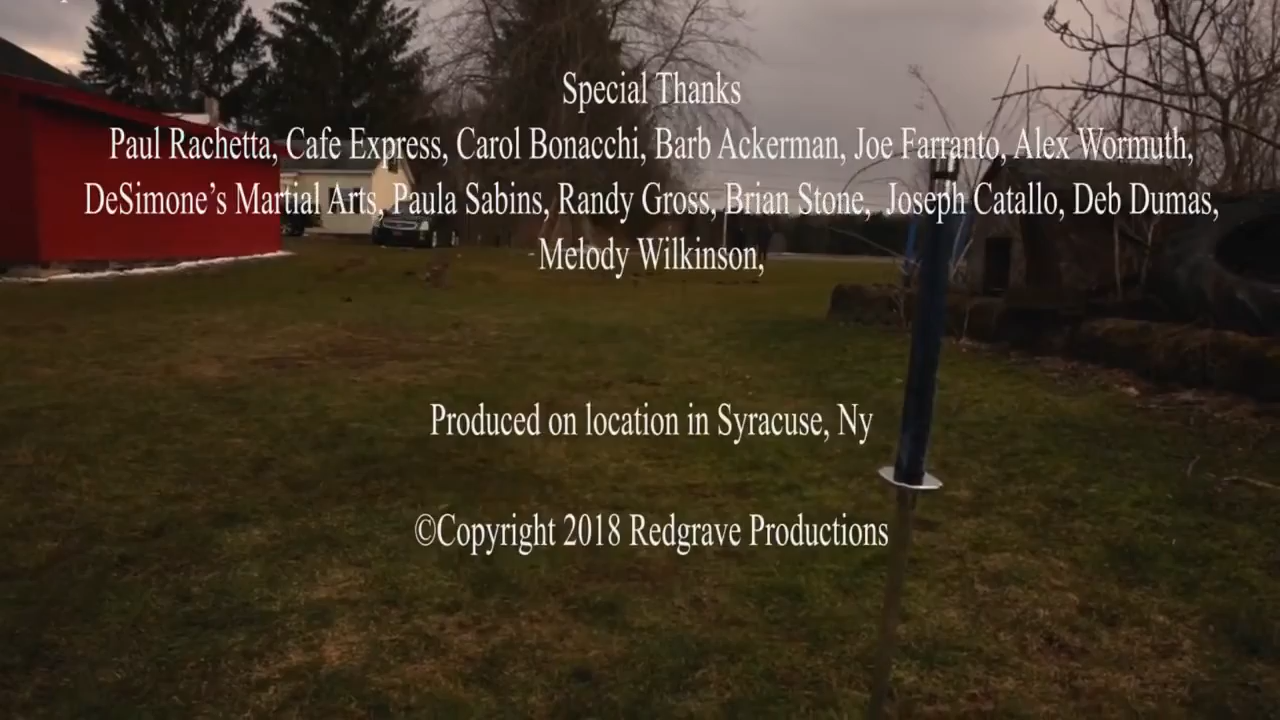 Special Thanks
Paul Rachetta, Cafe Express, Carol Bonacchi, Barb Ackerman, Joe Farranto, Alex Wormuth,
DeSimone’s Martial Arts, Paula Sabins, Randy Gross, Brian Stone, Joseph Catallo, Deb Dumas,
Melody Wilkinson,
Produced on location in Syracuse, Ny
©Copyright 2018 Redgrave Productions